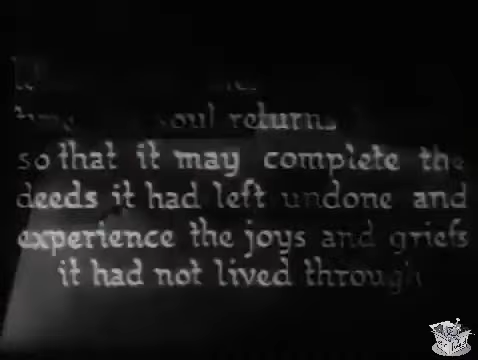 soul returns
so that it may complete the
deeds it had left undone and
experience the joys and griefs
it had not lived through